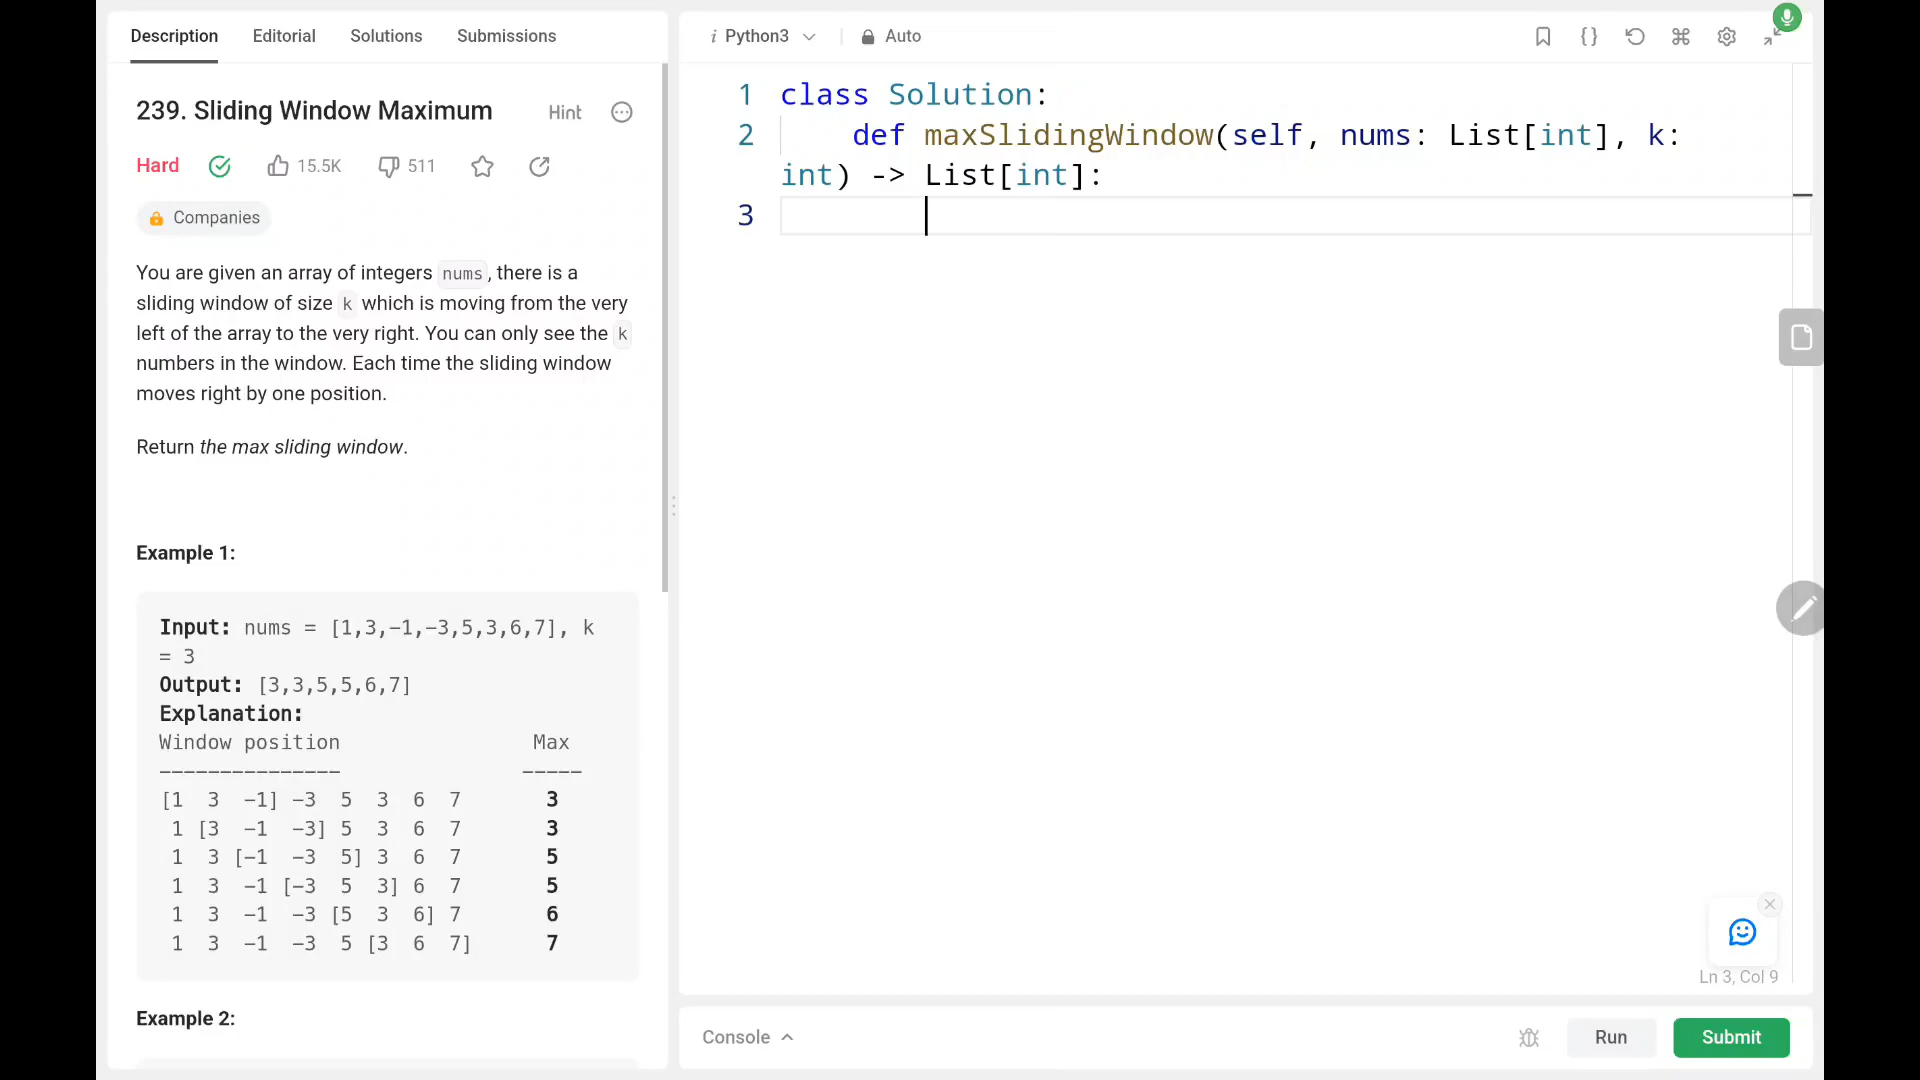 Description Editorial Solutions Submissions
239. Sliding Window Maximum Hint
Hard 15.5K 511
Companies
You are given an array of integers nums, there is a
sliding window of size k which is moving from the very
left of the array to the very right. You can only see the k
numbers in the window. Each time the sliding window
moves right by one position.
Return the max sliding window.
Example 1:
Input: nums = [1,3,-1,-3,5,3,6,7], k
= 3
Output: [3,3,5,5,6,7]
Explanation:
Window position Max
--------------- -----
[1 3 -1] -3 5 3 6 7 3
1 [3 -1 -3] 5 3 6 7 3
1 3 [-1 -3 5] 3 6 7 5
1 3 -1 [-3 5 3] 6 7 5
1 3 -1 -3 [5 3 6] 7 6
1 3 -1 -3 5 [3 6 7] 7
Example 2:
i Python3 Auto
1 class Solution:
2 def maxSlidingWindow(self, nums: List[int], k:
int) -> List[int]:
3
Ln 3, Col 9
Console Run Submit